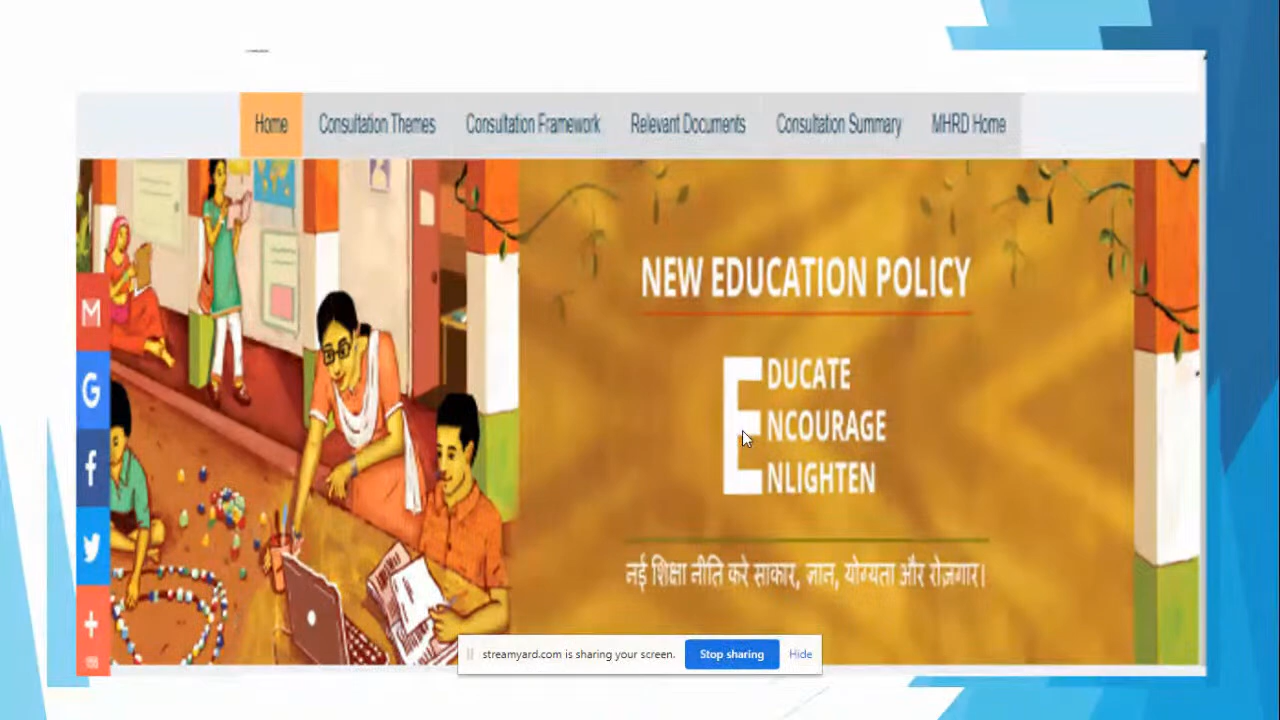 Home Consultation Themes Consultation Framework Relevant Documents Consultation Summary MHRD Home
NEW EDUCATION POLICY
EDUCATE
ENCOURAGE
ENLIGHTEN
नई शिक्षा नीति करे साकार, ज्ञान, योग्यता और रोज़गार।
streamyard.com is sharing your screen. Stop sharing Hide